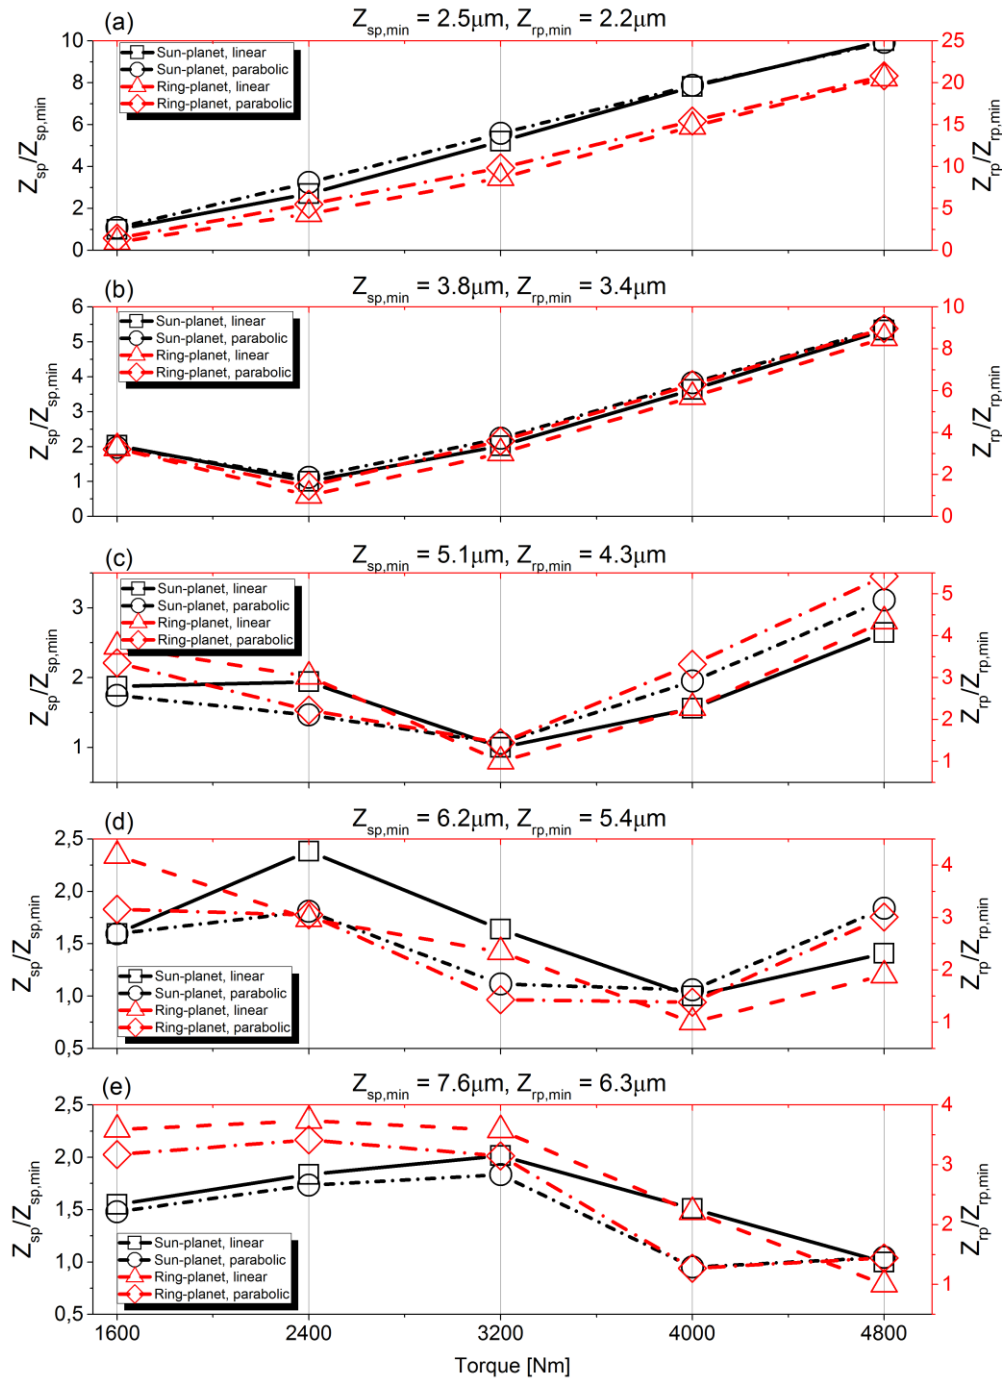 (a) Z_sp,min = 2.5μm, Z_rp,min = 2.2μm
10 25
Sun-planet, linear
Sun-planet, parabolic
Ring-planet, linear
Ring-planet, parabolic
8 20
6 15
4 10
2 5
0 0
Z_sp/Z_sp,min
Z_rp/Z_rp,min
(b) Z_sp,min = 3.8μm, Z_rp,min = 3.4μm
6 10
Sun-planet, linear
Sun-planet, parabolic
Ring-planet, linear
Ring-planet, parabolic
5 8
4 6
3
2 4
1 2
0 0
Z_sp/Z_sp,min
Z_rp/Z_rp,min
(c) Z_sp,min = 5.1μm, Z_rp,min = 4.3μm
Sun-planet, linear
Sun-planet, parabolic
Ring-planet, linear
Ring-planet, parabolic
3 5
4
2 3
2
1 1
Z_sp/Z_sp,min
Z_rp/Z_rp,min
(d) Z_sp,min = 6.2μm, Z_rp,min = 5.4μm
2,5 4
2,0 3
1,5 2
1,0 1
0,5
Sun-planet, linear
Sun-planet, parabolic
Ring-planet, linear
Ring-planet, parabolic
Z_sp/Z_sp,min
Z_rp/Z_rp,min
(e) Z_sp,min = 7.6μm, Z_rp,min = 6.3μm
2,5 4
2,0 3
1,5 2
1,0 1
0,5
Sun-planet, linear
Sun-planet, parabolic
Ring-planet, linear
Ring-planet, parabolic
Z_sp/Z_sp,min
Z_rp/Z_rp,min
1600 2400 3200 4000 4800
Torque [Nm]